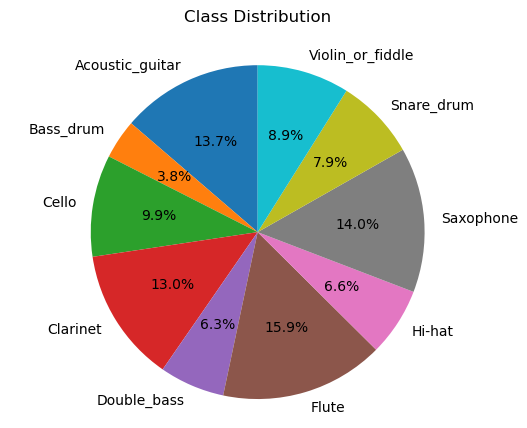 Class Distribution
Acoustic_guitar
13.7%
Bass_drum
3.8%
Cello
9.9%
Clarinet
13.0%
Double_bass
6.3%
Flute
15.9%
Hi-hat
6.6%
Saxophone
14.0%
Snare_drum
7.9%
Violin_or_fiddle
8.9%